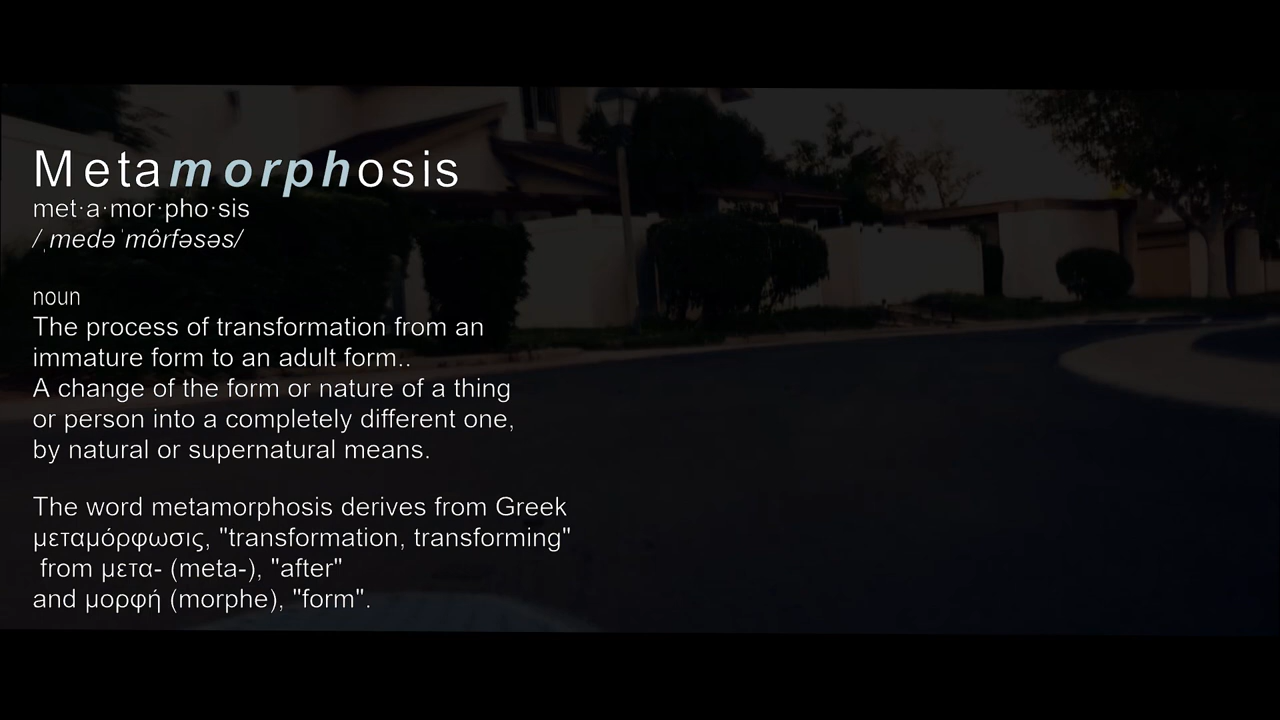 Metamorphosis
met·a·mor·pho·sis
/ˌmedəˈmôrfəsəs/
noun
The process of transformation from an
immature form to an adult form..
A change of the form or nature of a thing
or person into a completely different one,
by natural or supernatural means.
The word metamorphosis derives from Greek
μεταμόρφωσις, "transformation, transforming"
from μετα- (meta-), "after"
and μορφή (morphe), "form".